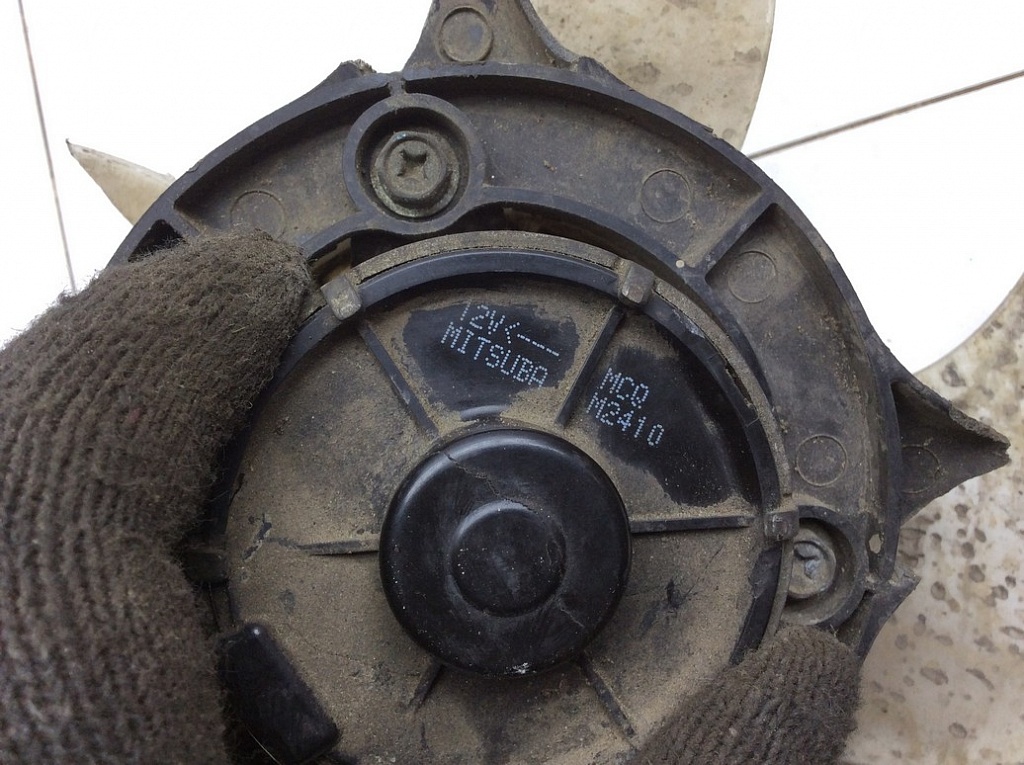 12V<---
MITSUBA
MCQ
M2410